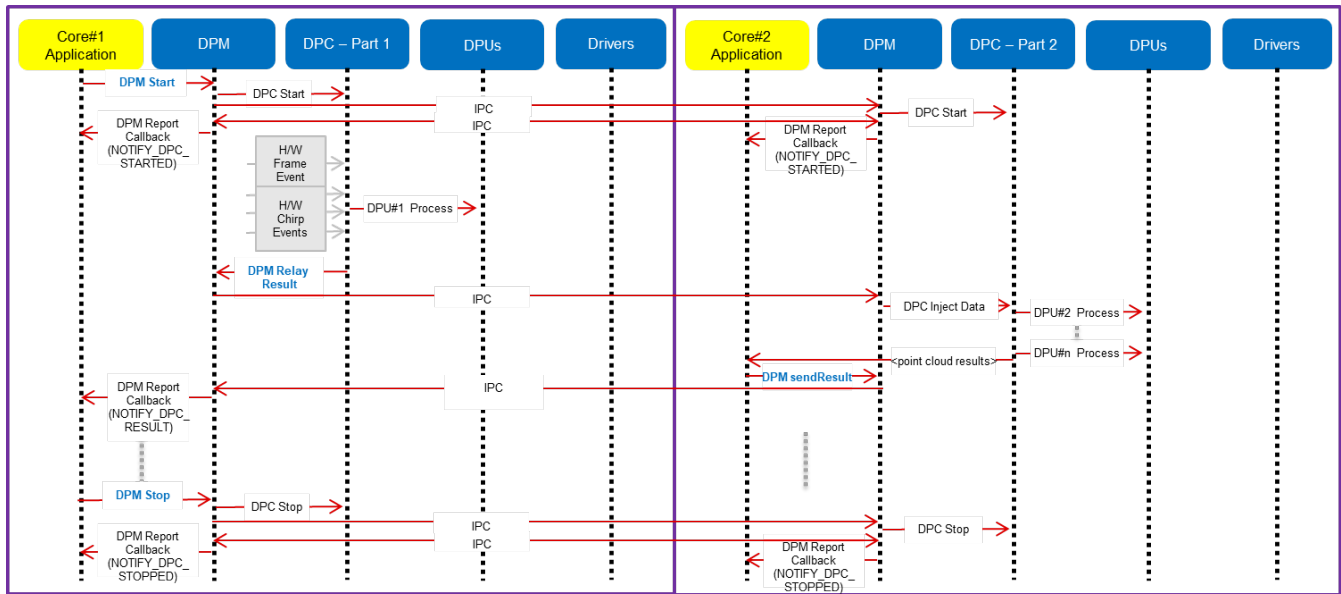 Core#1
Application
DPM
DPC – Part 1
DPUs
Drivers
Core#2
Application
DPM
DPC – Part 2
DPUs
Drivers
DPM Start
DPC Start
IPC
IPC
DPC Start
DPM Report
Callback
(NOTIFY_DPC_
STARTED)
DPM Report
Callback
(NOTIFY_DPC_
STARTED)
H/W
Frame
Event
H/W
Chirp
Events
DPU#1 Process
DPM Relay
Result
IPC
DPC Inject Data
DPU#2 Process
<point cloud results>
DPU#n Process
DPM sendResult
DPM Report
Callback
(NOTIFY_DPC_
RESULT)
IPC
DPM Stop
DPC Stop
IPC
IPC
DPC Stop
DPM Report
Callback
(NOTIFY_DPC_
STOPPED)
DPM Report
Callback
(NOTIFY_DPC_
STOPPED)